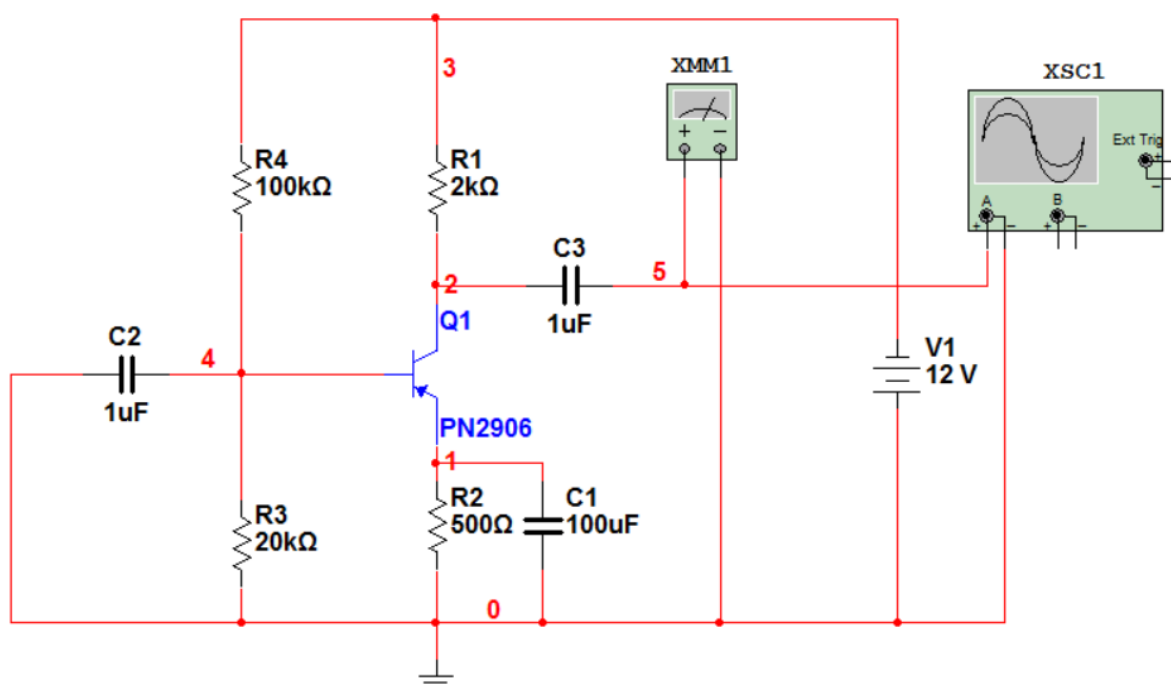 3
XMM1
XSC1
+ −
Ext Trig
+
−
A
B
+ −
+ −
R4
100kΩ
R1
2kΩ
C3
1uF
5
2
Q1
C2
1uF
4
V1
12 V
PN2906
1
R3
20kΩ
R2
500Ω
C1
100uF
0